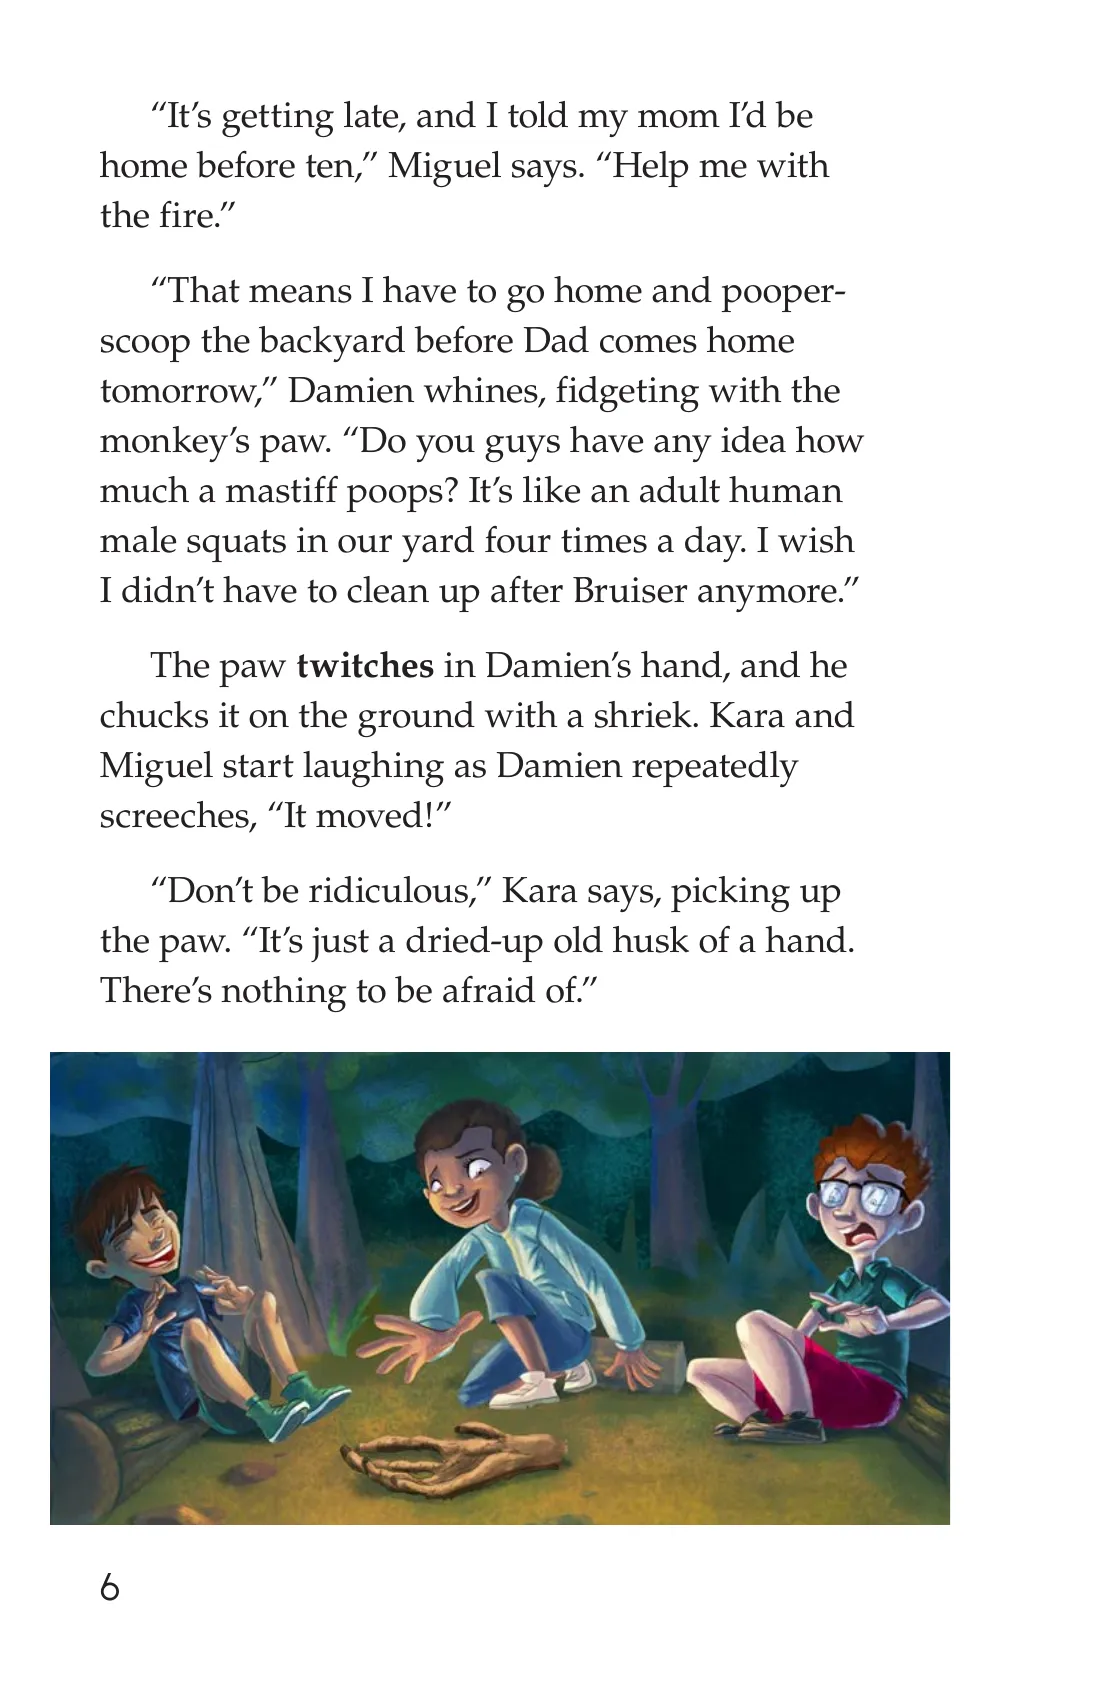 “It’s getting late, and I told my mom I’d be
home before ten,” Miguel says. “Help me with
the fire.”
“That means I have to go home and pooper-
scoop the backyard before Dad comes home
tomorrow,” Damien whines, fidgeting with the
monkey’s paw. “Do you guys have any idea how
much a mastiff poops? It’s like an adult human
male squats in our yard four times a day. I wish
I didn’t have to clean up after Bruiser anymore.”
The paw twitches in Damien’s hand, and he
chucks it on the ground with a shriek. Kara and
Miguel start laughing as Damien repeatedly
screeches, “It moved!”
“Don’t be ridiculous,” Kara says, picking up
the paw. “It’s just a dried-up old husk of a hand.
There’s nothing to be afraid of.”
6